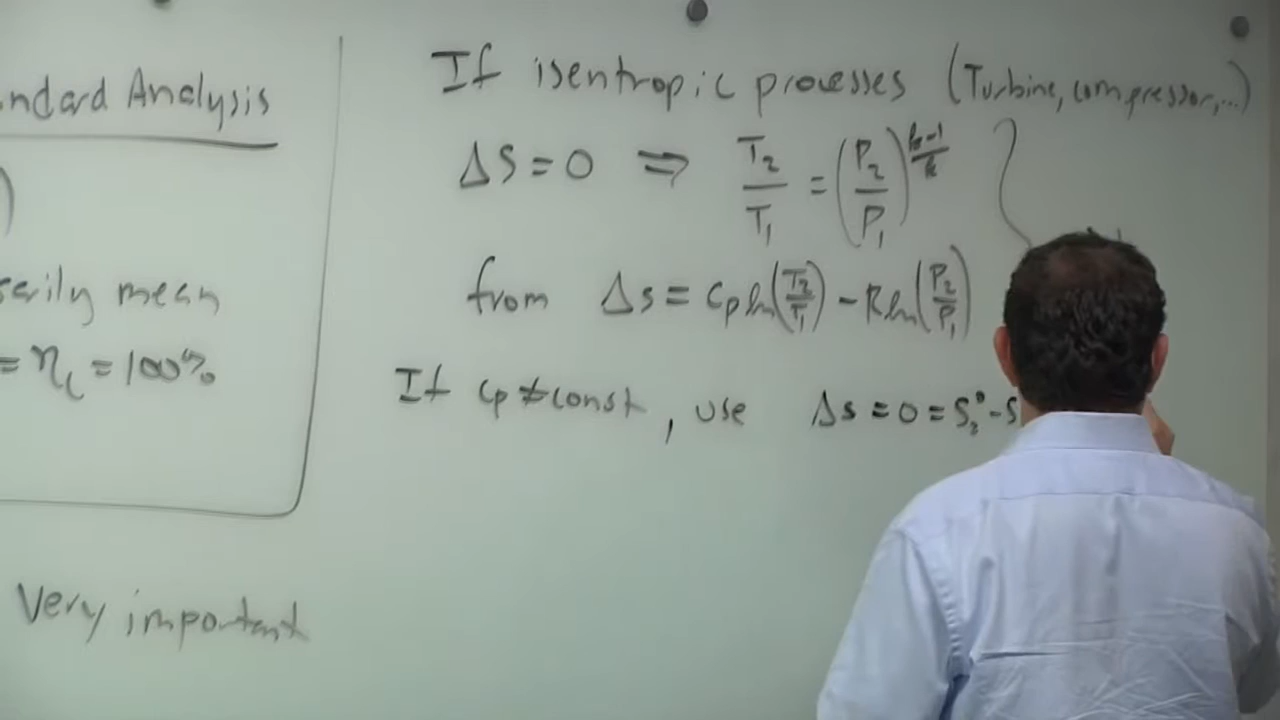 ndard Analysis
)
serily mean
= η_c = 100%
Very important
If isentropic processes (Turbine, compressor, ...)
ΔS = 0 ⇒ T₂/T₁ = (P₂/P₁)^((k-1)/k)
from Δs = Cp ln(T₂/T₁) - R ln(P₂/P₁)
If Cp ≠ const, use Δs = 0 = S₂° - S